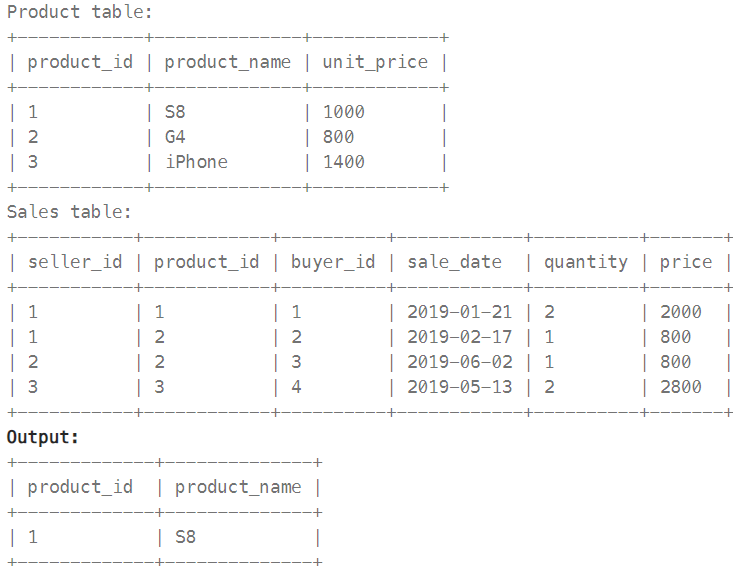 Product table:
+------------+--------------+------------+
| product_id | product_name | unit_price |
+------------+--------------+------------+
| 1          | S8           | 1000       |
| 2          | G4           | 800        |
| 3          | iPhone       | 1400       |
+------------+--------------+------------+
Sales table:
+-----------+------------+----------+------------+----------+-------+
| seller_id | product_id | buyer_id | sale_date  | quantity | price |
+-----------+------------+----------+------------+----------+-------+
| 1         | 1          | 1        | 2019-01-21 | 2        | 2000  |
| 1         | 2          | 2        | 2019-02-17 | 1        | 800   |
| 2         | 2          | 3        | 2019-06-02 | 1        | 800   |
| 3         | 3          | 4        | 2019-05-13 | 2        | 2800  |
+-----------+------------+----------+------------+----------+-------+
Output:
+-------------+--------------+
| product_id  | product_name |
+-------------+--------------+
| 1           | S8           |
+-------------+--------------+